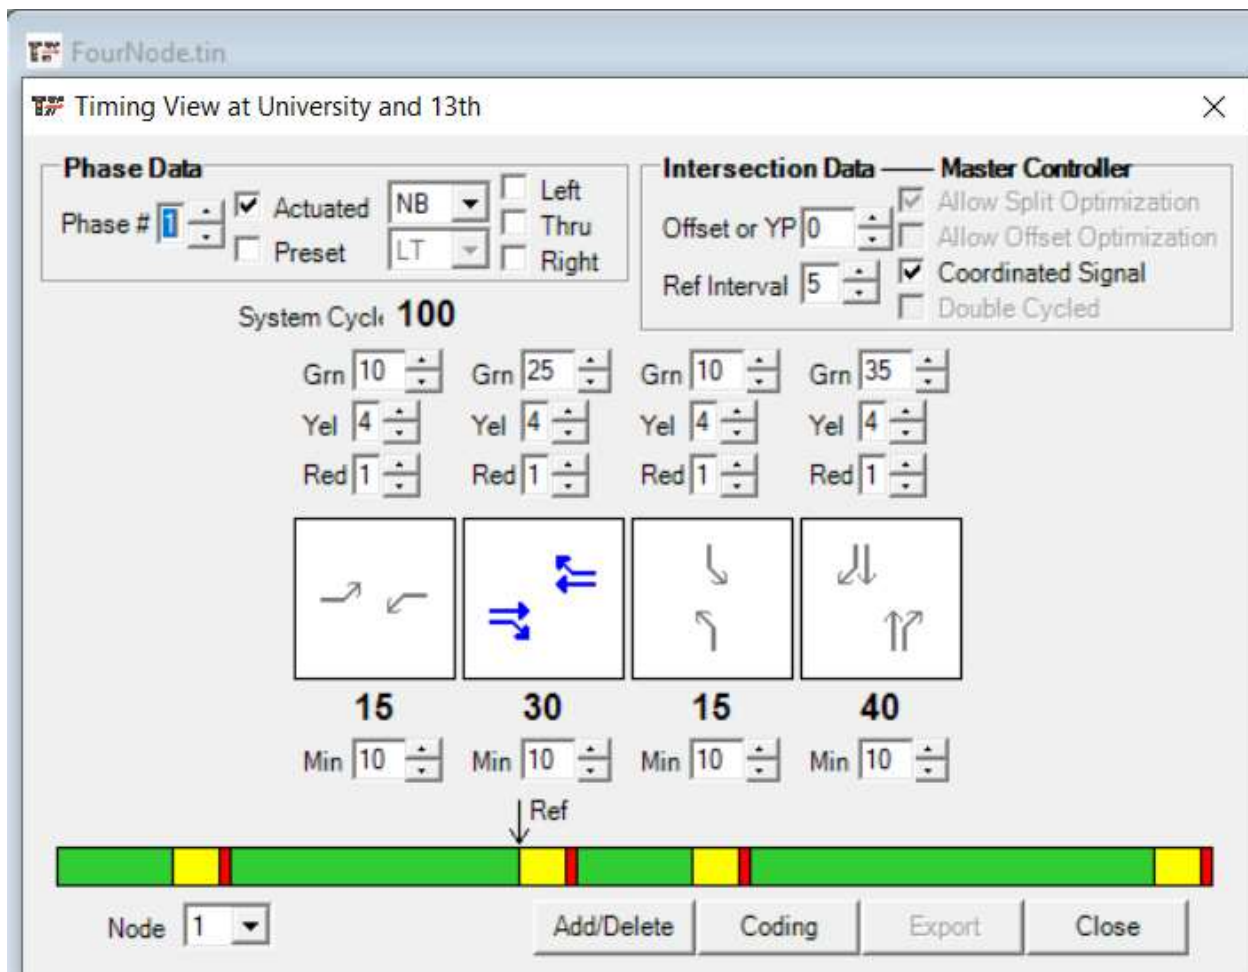 FourNode.tin
Timing View at University and 13th
Phase Data
Phase # 1
Actuated
Preset
NB
LT
Left
Thru
Right
Intersection Data
Master Controller
Offset or YP 0
Ref Interval 5
Allow Split Optimization
Allow Offset Optimization
Coordinated Signal
Double Cycled
System Cycle 100
Grn 10 Grn 25 Grn 10 Grn 35
Yel 4 Yel 4 Yel 4 Yel 4
Red 1 Red 1 Red 1 Red 1
15 30 15 40
Min 10 Min 10 Min 10 Min 10
Ref
Node 1
Add/Delete Coding Export Close